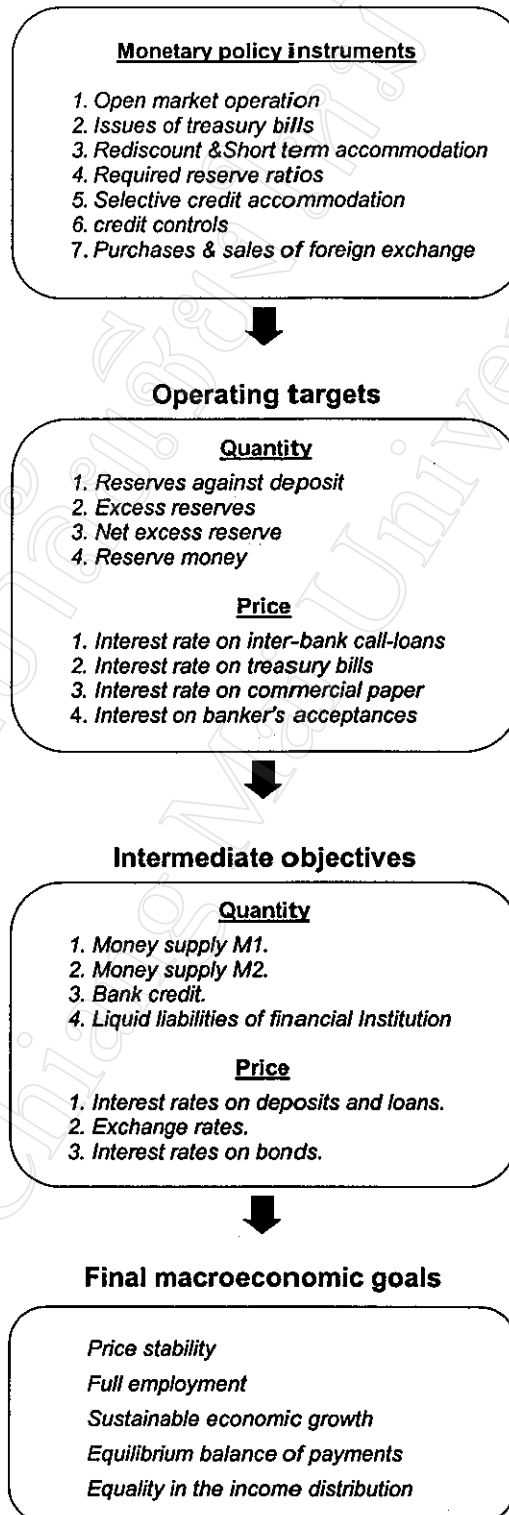 Monetary policy instruments
1. Open market operation
2. Issues of treasury bills
3. Rediscount &Short term accommodation
4. Required reserve ratios
5. Selective credit accommodation
6. credit controls
7. Purchases & sales of foreign exchange
Operating targets
Quantity
1. Reserves against deposit
2. Excess reserves
3. Net excess reserve
4. Reserve money
Price
1. Interest rate on inter-bank call-loans
2. Interest rate on treasury bills
3. Interest rate on commercial paper
4. Interest on banker's acceptances
Intermediate objectives
Quantity
1. Money supply M1.
2. Money supply M2.
3. Bank credit.
4. Liquid liabilities of financial Institution
Price
1. Interest rates on deposits and loans.
2. Exchange rates.
3. Interest rates on bonds.
Final macroeconomic goals
Price stability
Full employment
Sustainable economic growth
Equilibrium balance of payments
Equality in the income distribution
Chiang Mai Univer